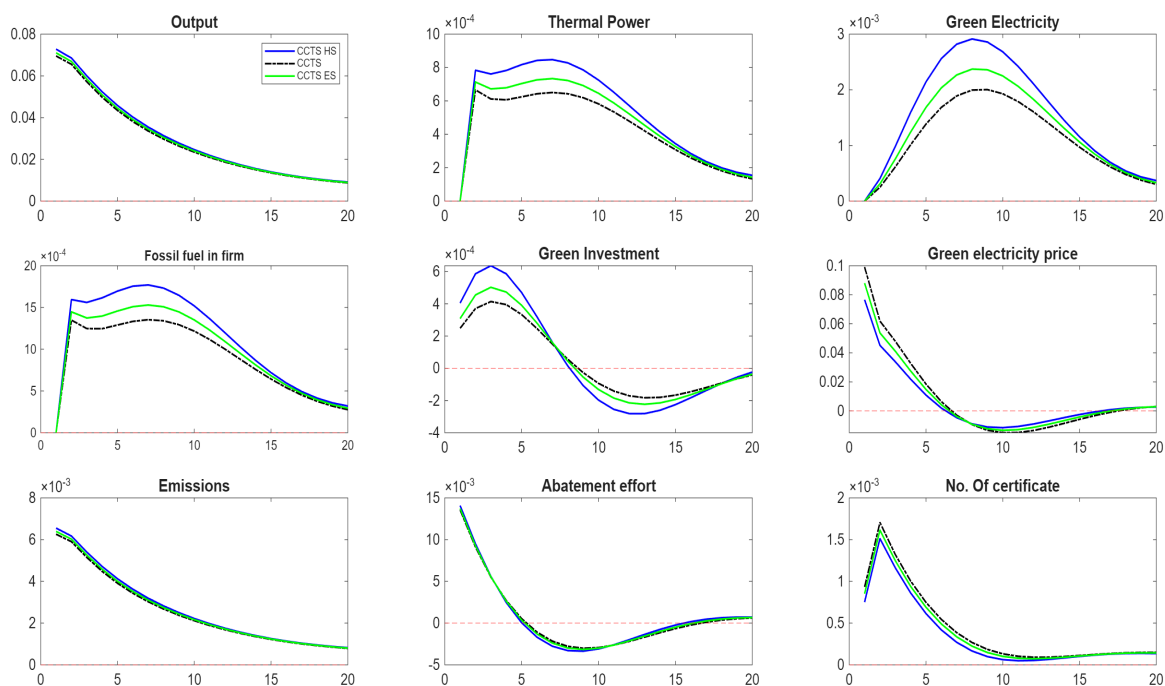 Output
0.08
0.06
0.04
0.02
0
0 5 10 15 20
CCTS HS
CCTS
CCTS ES
Thermal Power
×10⁻⁴
10
8
6
4
2
0
0 5 10 15 20
Green Electricity
×10⁻³
3
2
1
0
0 5 10 15 20
Fossil fuel in firm
×10⁻⁴
20
15
10
5
0
0 5 10 15 20
Green Investment
×10⁻⁴
6
4
2
0
-2
-4
0 5 10 15 20
Green electricity price
0.1
0.08
0.06
0.04
0.02
0
0 5 10 15 20
Emissions
×10⁻³
8
6
4
2
0
0 5 10 15 20
Abatement effort
×10⁻³
15
10
5
0
-5
0 5 10 15 20
No. Of certificate
×10⁻³
2
1
0
0 5 10 15 20